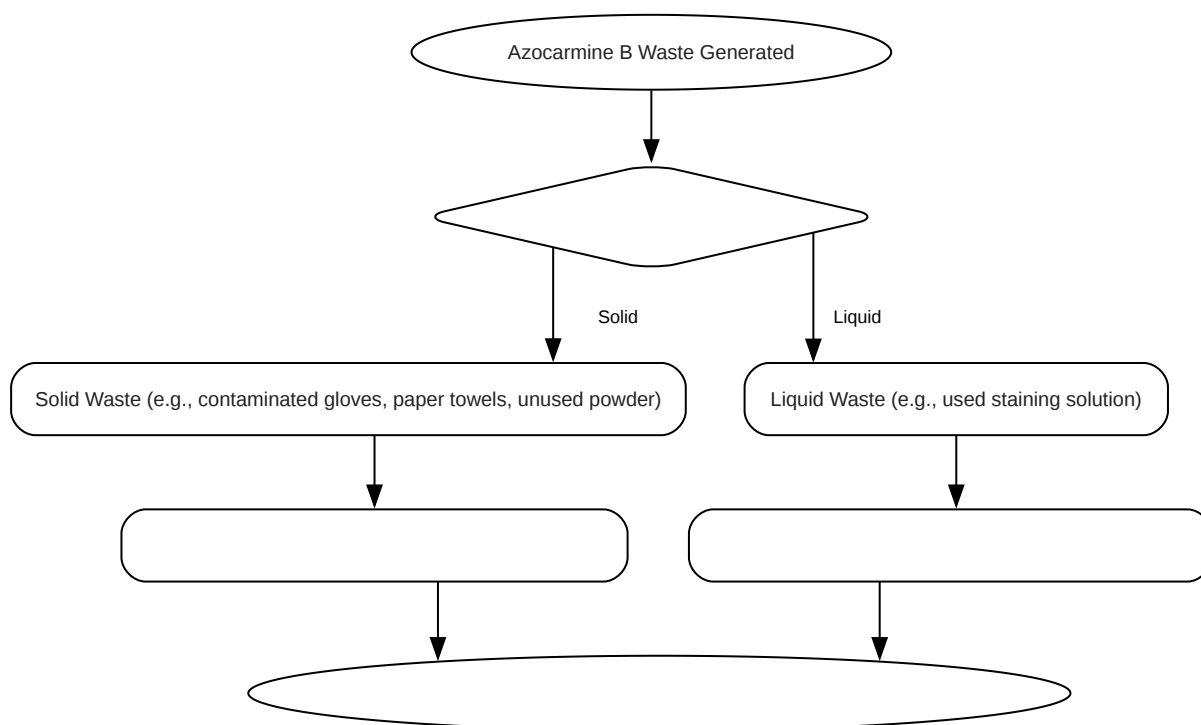 Azocarmine B Waste Generated
Solid
Liquid
Solid Waste (e.g., contaminated gloves, paper towels, unused powder)
Liquid Waste (e.g., used staining solution)